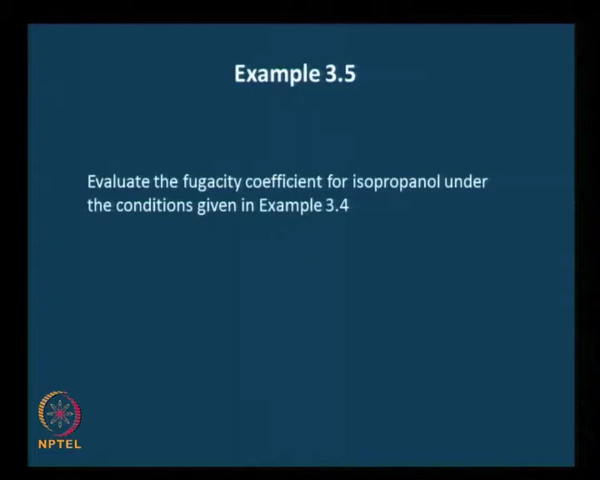 Example 3.5
Evaluate the fugacity coefficient for isopropanol under
the conditions given in Example 3.4
NPTEL